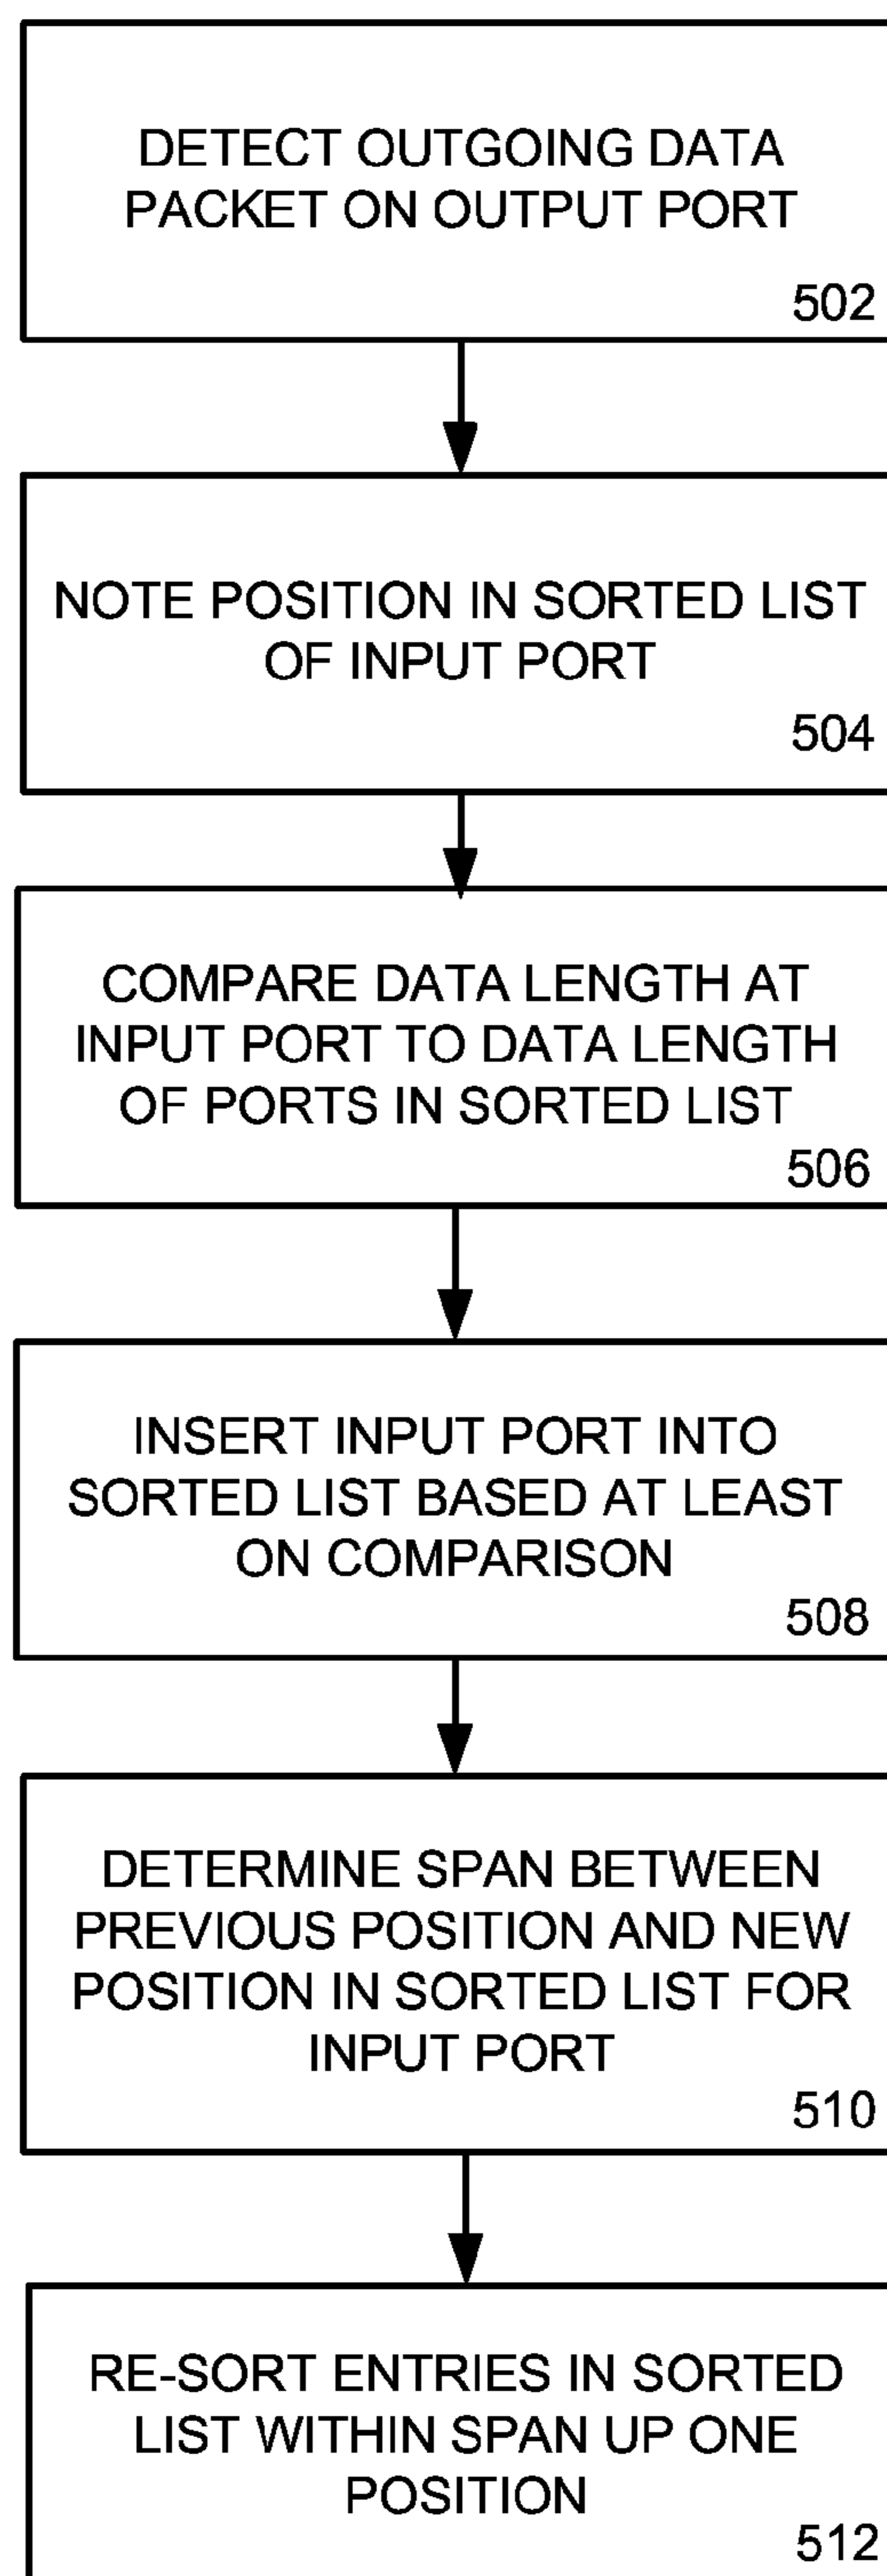 DETECT OUTGOING DATA
PACKET ON OUTPUT PORT
502
NOTE POSITION IN SORTED LIST
OF INPUT PORT
504
COMPARE DATA LENGTH AT
INPUT PORT TO DATA LENGTH
OF PORTS IN SORTED LIST
506
INSERT INPUT PORT INTO
SORTED LIST BASED AT LEAST
ON COMPARISON
508
DETERMINE SPAN BETWEEN
PREVIOUS POSITION AND NEW
POSITION IN SORTED LIST FOR
INPUT PORT
510
RE-SORT ENTRIES IN SORTED
LIST WITHIN SPAN UP ONE
POSITION
512